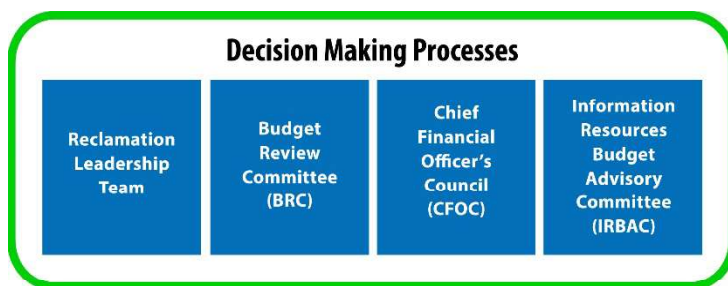 Decision Making Processes
Reclamation
Leadership
Team
Budget
Review
Committee
(BRC)
Chief
Financial
Officer's
Council
(CFOC)
Information
Resources
Budget
Advisory
Committee
(IRBAC)